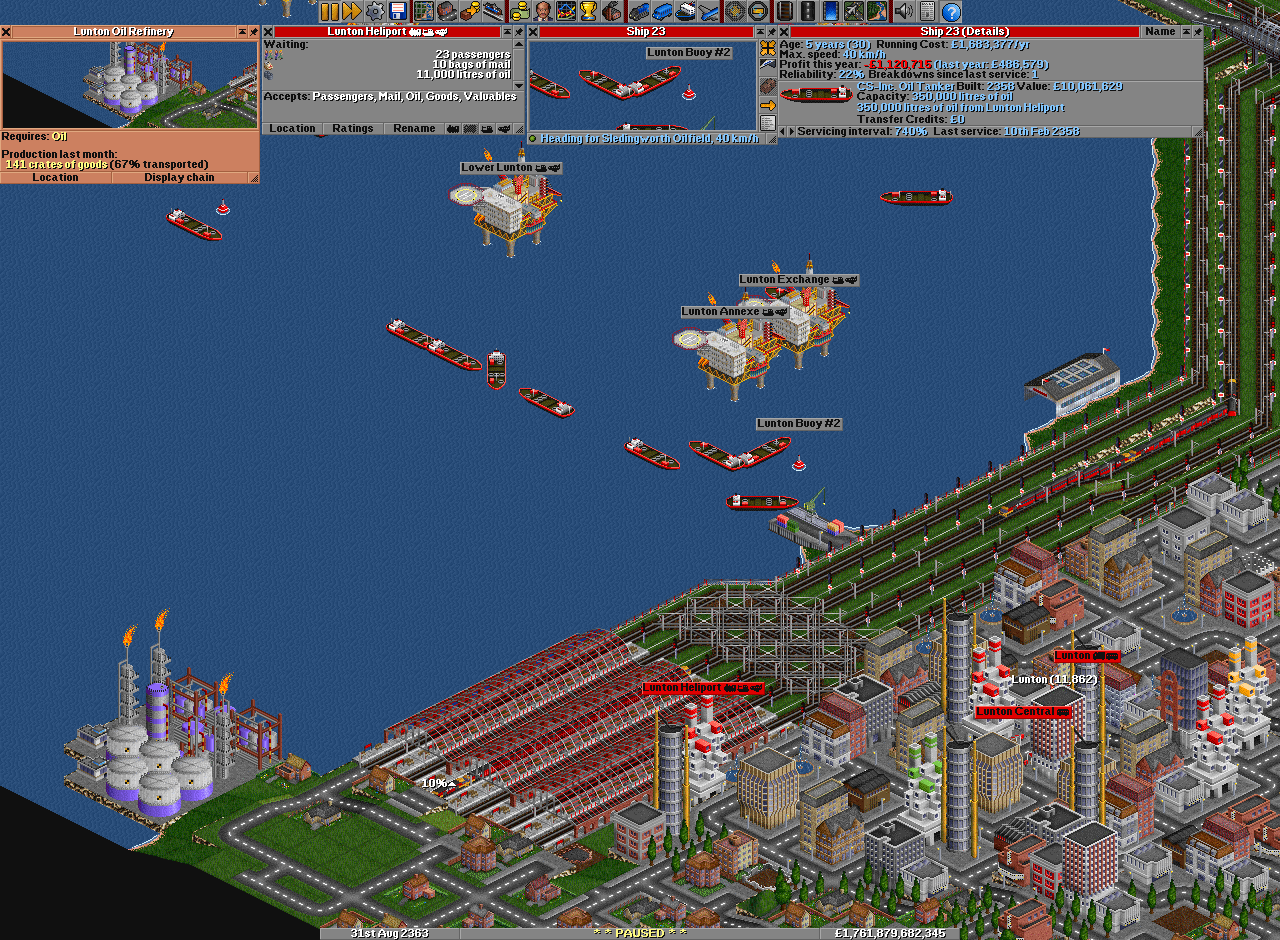 Lunton Oil Refinery
Requires: Oil
Production last month:
141 crates of goods (67% transported)
Location
Display chain
Lunton Heliport
Waiting:
23 passengers
10 bags of mail
11,000 litres of oil
Accepts: Passengers, Mail, Oil, Goods, Valuables
Location
Ratings
Rename
Ship 23
Lunton Buoy #2
Heading for Sledingworth Oilfield, 40 km/h
Ship 23 (Details)
Name
Age: 5 years (30) Running Cost: £1,683,377/yr
Max. speed: 40 km/h
Profit this year: -£1,120,715 (last year: £486,579)
Reliability: 22% Breakdowns since last service: 1
CS-Inc. Oil Tanker Built: 2358 Value: £10,061,629
Capacity: 350,000 litres of oil
350,000 litres of oil from Lunton Heliport
Transfer Credits: £0
Servicing interval: 740% Last service: 10th Feb 2358
Lower Lunton
Lunton Exchange
Lunton Annexe
Lunton Buoy #2
Lunton
Lunton (11,862)
Lunton Heliport
Lunton Central
10%
31st Aug 2363
* * PAUSED * *
£1,761,879,682,345